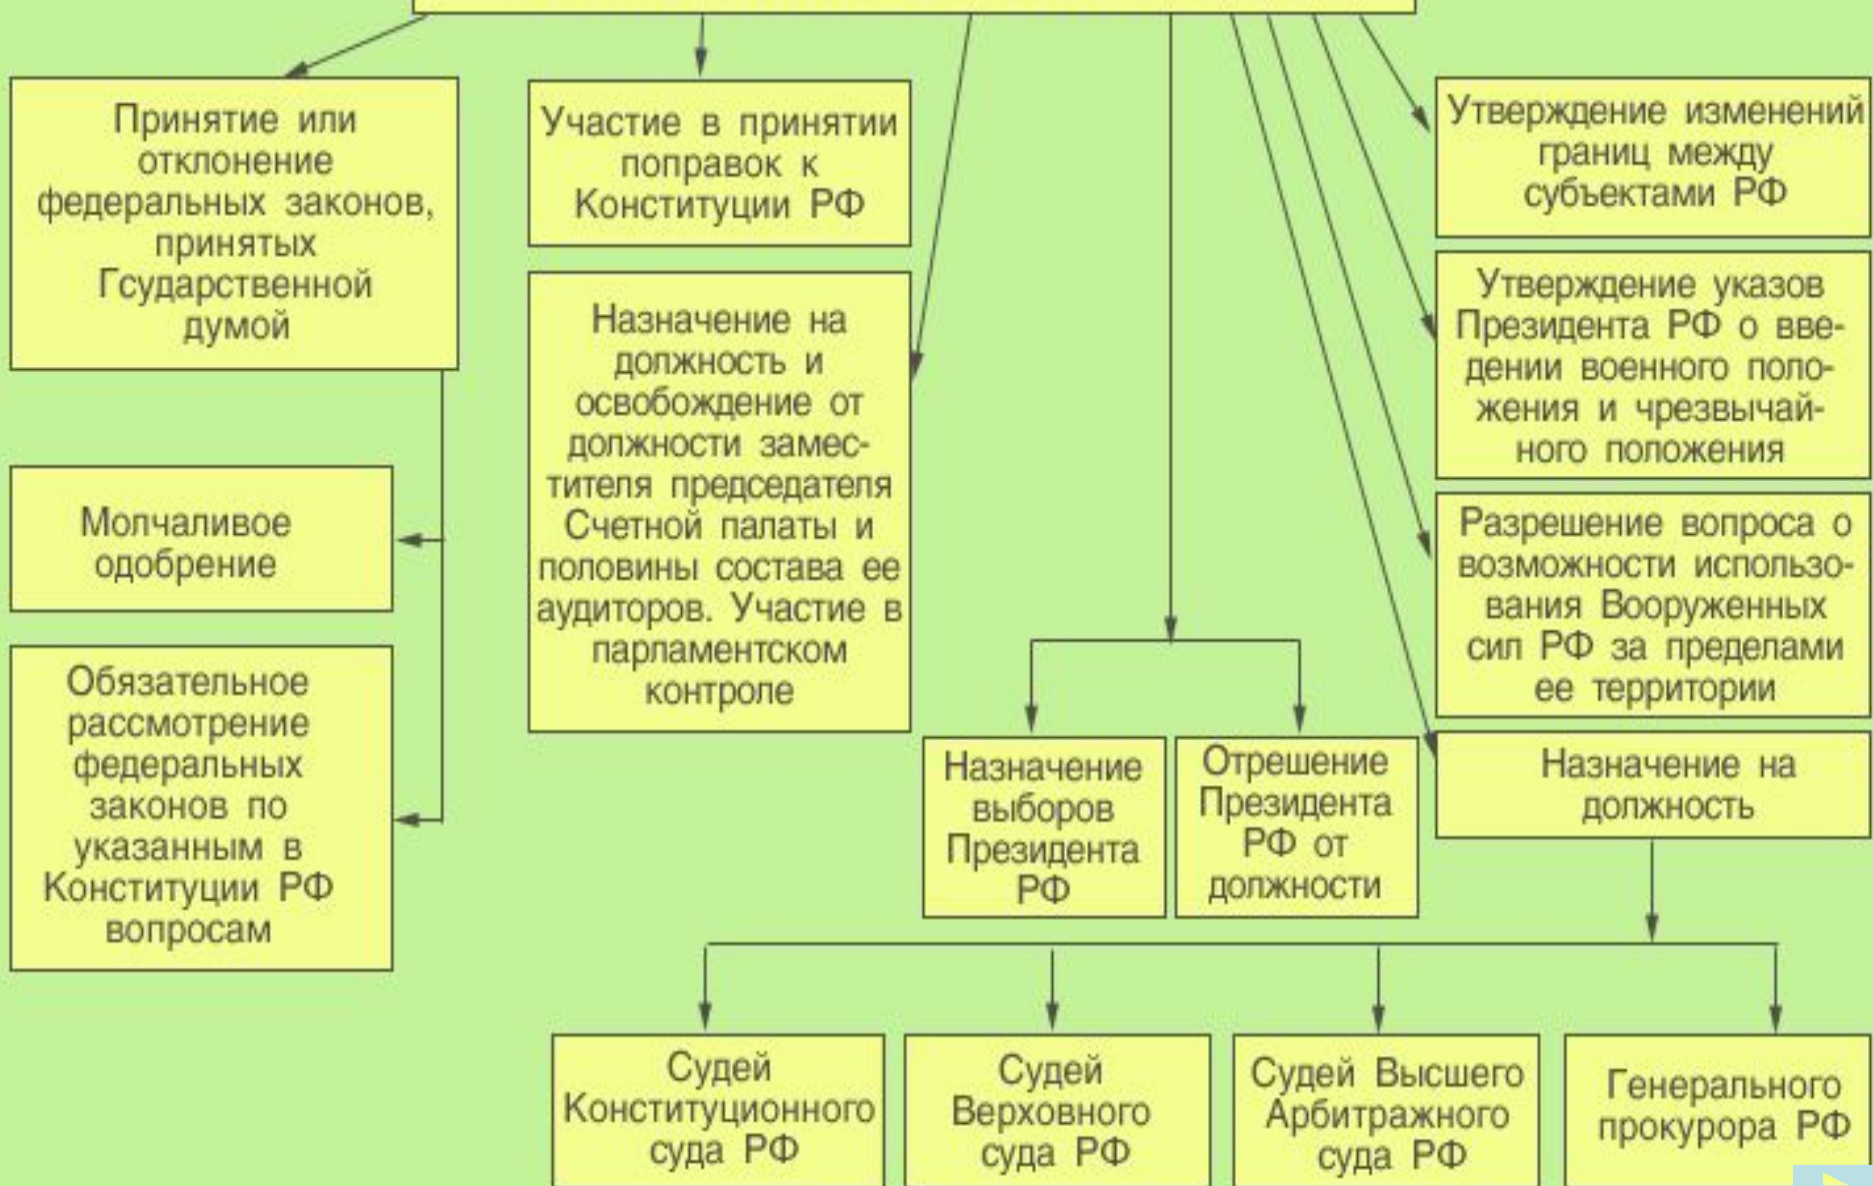 Принятие или
отклонение
федеральных законов,
принятых
Гсударственной
думой
Молчаливое
одобрение
Обязательное
рассмотрение
федеральных
законов по
указанным в
Конституции РФ
вопросам
Участие в принятии
поправок к
Конституции РФ
Назначение на
должность и
освобождение от
должности замес-
тителя председателя
Счетной палаты и
половины состава ее
аудиторов. Участие в
парламентском
контроле
Назначение
выборов
Президента
РФ
Отрешение
Президента
РФ от
должности
Утверждение изменений
границ между
субъектами РФ
Утверждение указов
Президента РФ о вве-
дении военного поло-
жения и чрезвычай-
ного положения
Разрешение вопроса о
возможности использо-
вания Вооруженных
сил РФ за пределами
ее территории
Назначение на
должность
Судей
Конституционного
суда РФ
Судей
Верховного
суда РФ
Судей Высшего
Арбитражного
суда РФ
Генерального
прокурора РФ